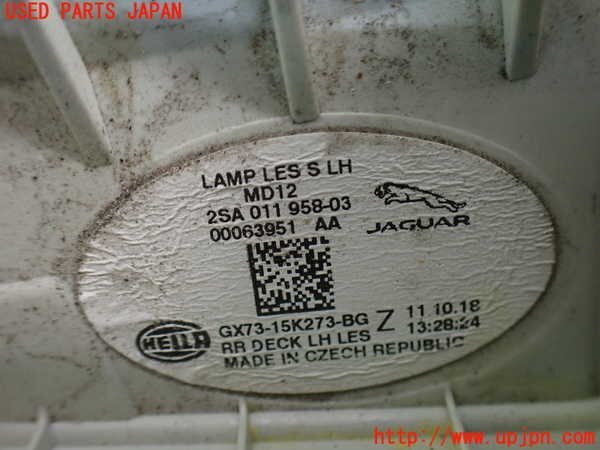 USED PARTS JAPAN
LAMP LES S LH
MD12
2SA 011 958-03
00063951 AA
JAGUAR
HELLA
GX73-15K273-BG Z 11.10.18
RR DECK LH LES 13:28:24
MADE IN CZECH REPUBLIC
http://www.upjpn.com/